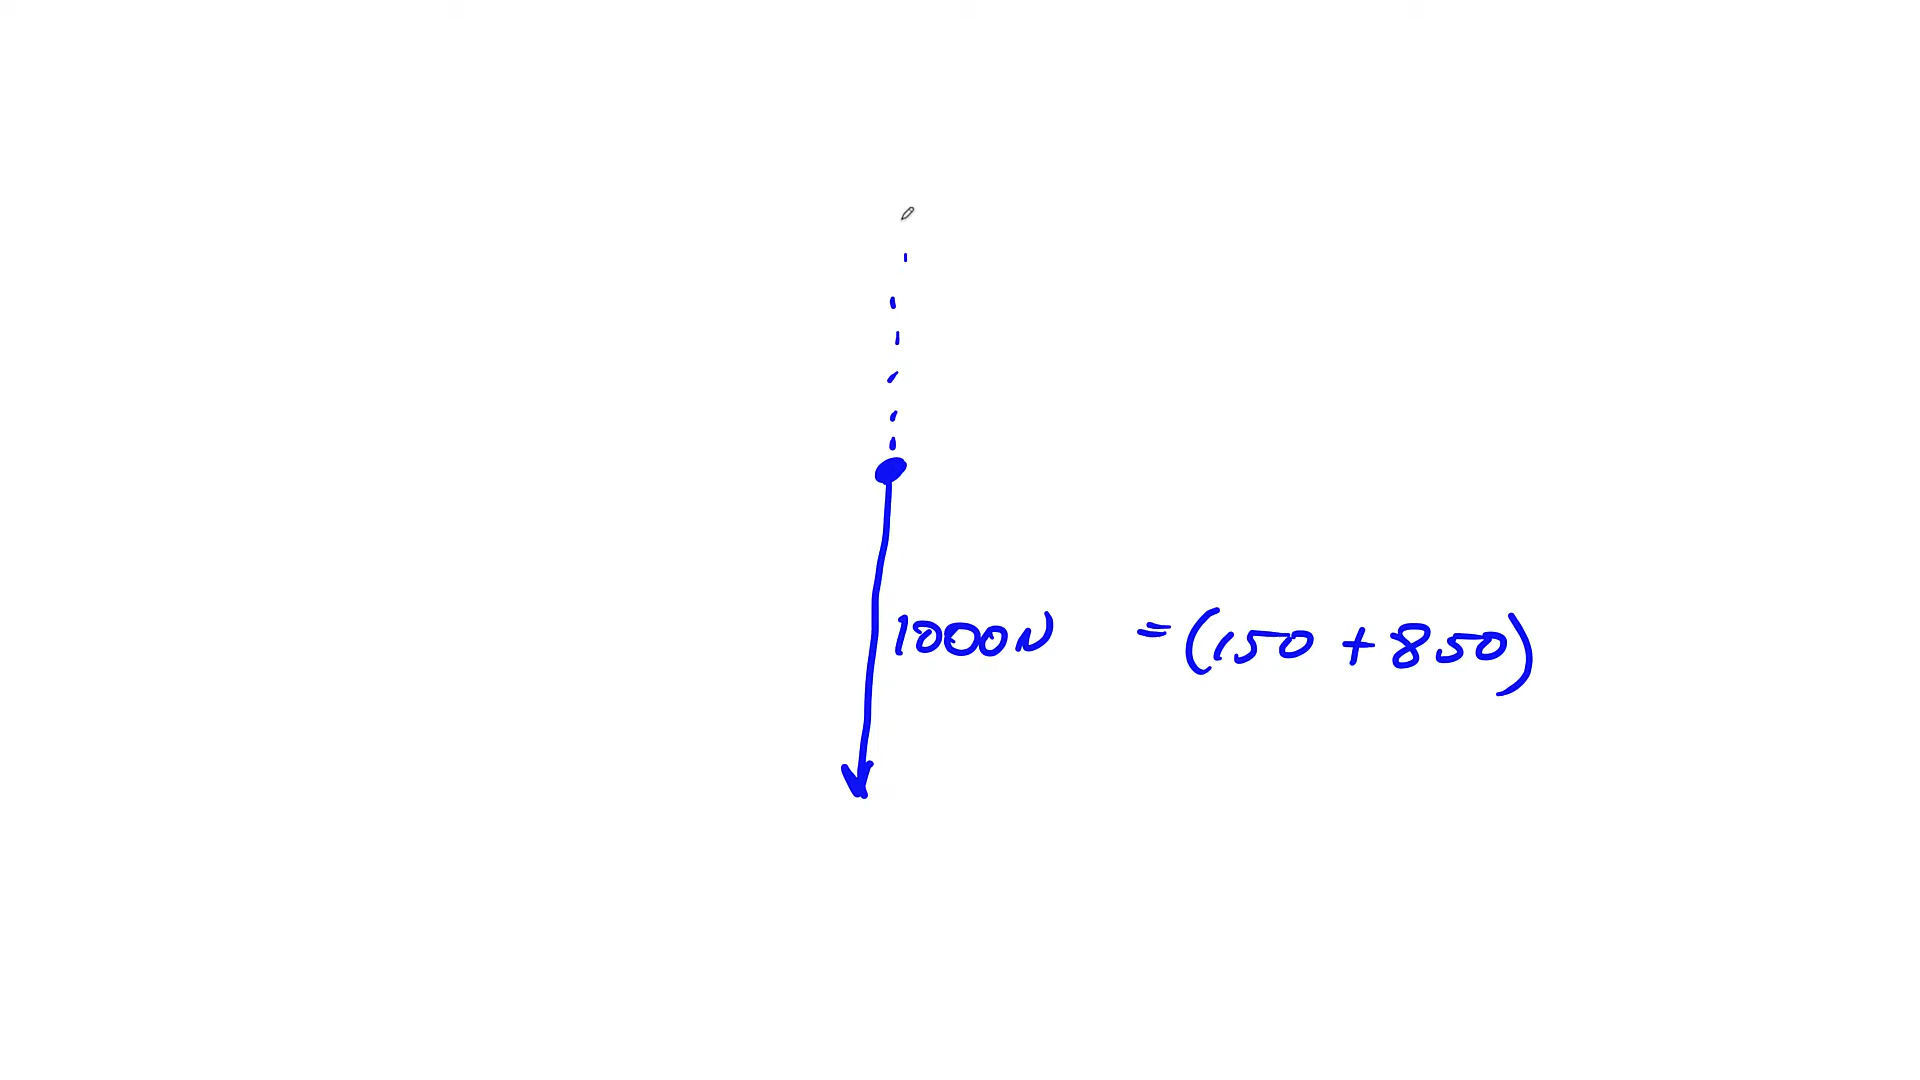 1000N = (150 + 850)